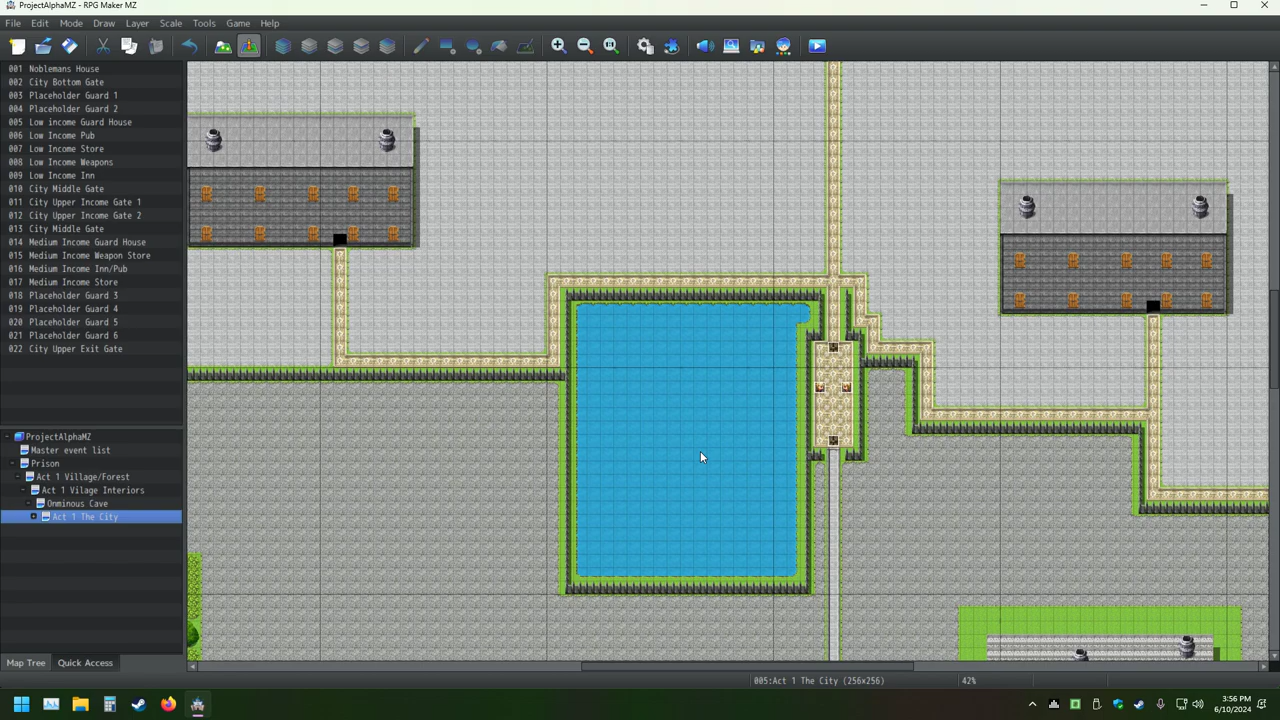 ProjectAlphaMZ - RPG Maker MZ
File Edit Mode Draw Layer Scale Tools Game Help
001 Noblemans House
002 City Bottom Gate
003 Placeholder Guard 1
004 Placeholder Guard 2
005 Low income Guard House
006 Low Income Pub
007 Low Income Store
008 Low Income Weapons
009 Low Income Inn
010 City Middle Gate
011 City Upper Income Gate 1
012 City Upper Income Gate 2
013 City Middle Gate
014 Medium Income Guard House
015 Medium Income Weapon Store
016 Medium Income Inn/Pub
017 Medium Income Store
018 Placeholder Guard 3
019 Placeholder Guard 4
020 Placeholder Guard 5
021 Placeholder Guard 6
022 City Upper Exit Gate
ProjectAlphaMZ
Master event list
Prison
Act 1 Village/Forest
Act 1 Vilage Interiors
Onminous Cave
Act 1 The City
Map Tree Quick Access
005:Act 1 The City (256x256) 42%
3:56 PM
6/10/2024